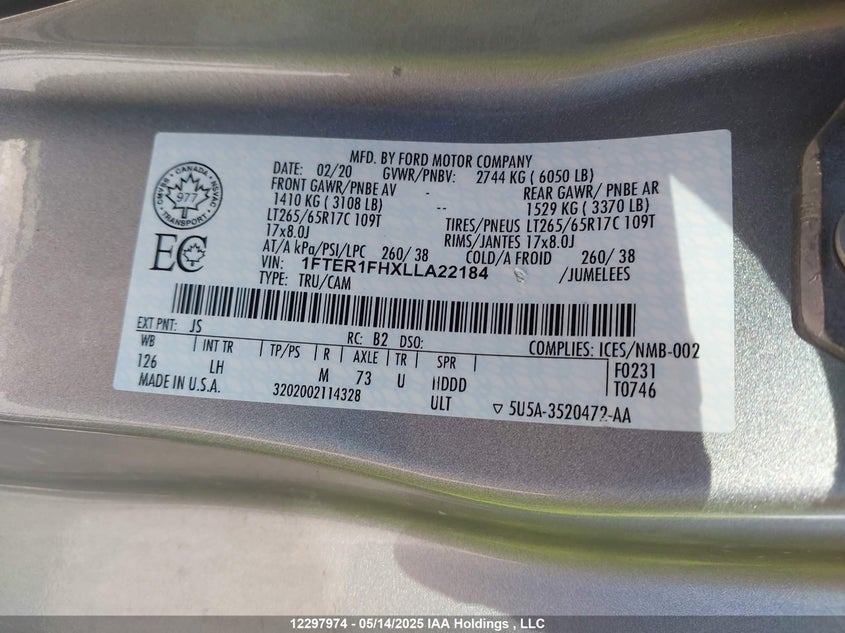 MFD. BY FORD MOTOR COMPANY
DATE: 02/20 GVWR/PNBV: 2744 KG ( 6050 LB)
FRONT GAWR/PNBE AV - REAR GAWR/ PNBE AR
1410 KG ( 3108 LB) -- 1529 KG ( 3370 LB)
LT265/65R17C 109T TIRES/PNEUS LT265/65R17C 109T
17x8.0J RIMS/JANTES 17x8.0J
AT/A kPa/PSI/LPC 260/ 38 COLD/A FROID 260/ 38
VIN: 1FTER1FHXLLA22184 /JUMELEES
TYPE: TRU/CAM
CANADA
977
TRANSPORT
NSVAC
EC
EXT PNT: JS RC: B2 DSO: COMPLIES: ICES/NMB-002
WB INT TR TP/PS R AXLE TR SPR F0231
126 LH M 73 U HDDD T0746
MADE IN U.S.A. 3202002114328 ULT ▽ 5U5A-3520472-AA
12297974 - 05/14/2025 IAA Holdings , LLC